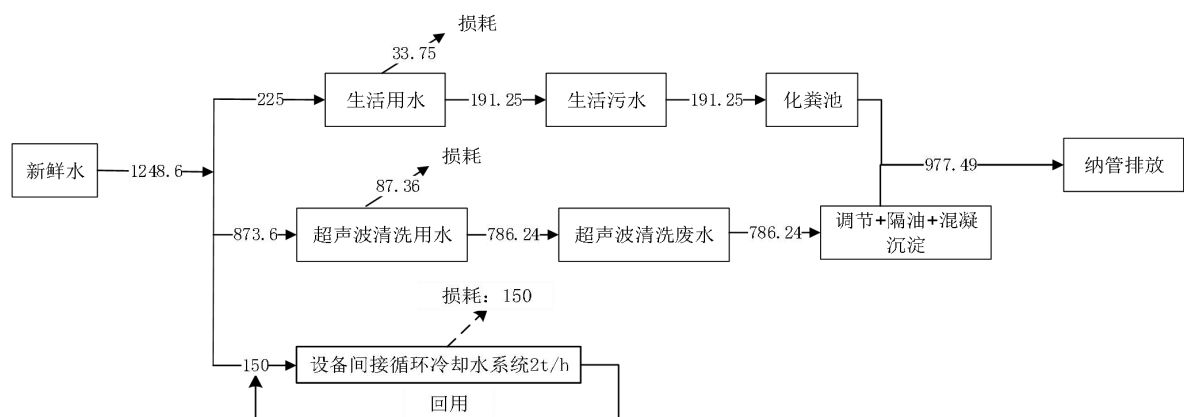 损耗
33.75
225
生活用水
191.25
生活污水
191.25
化粪池
新鲜水
1248.6
损耗
87.36
977.49
纳管排放
873.6
超声波清洗用水
786.24
超声波清洗废水
786.24
调节+隔油+混凝
沉淀
损耗：150
150
设备间接循环冷却水系统2t/h
回用